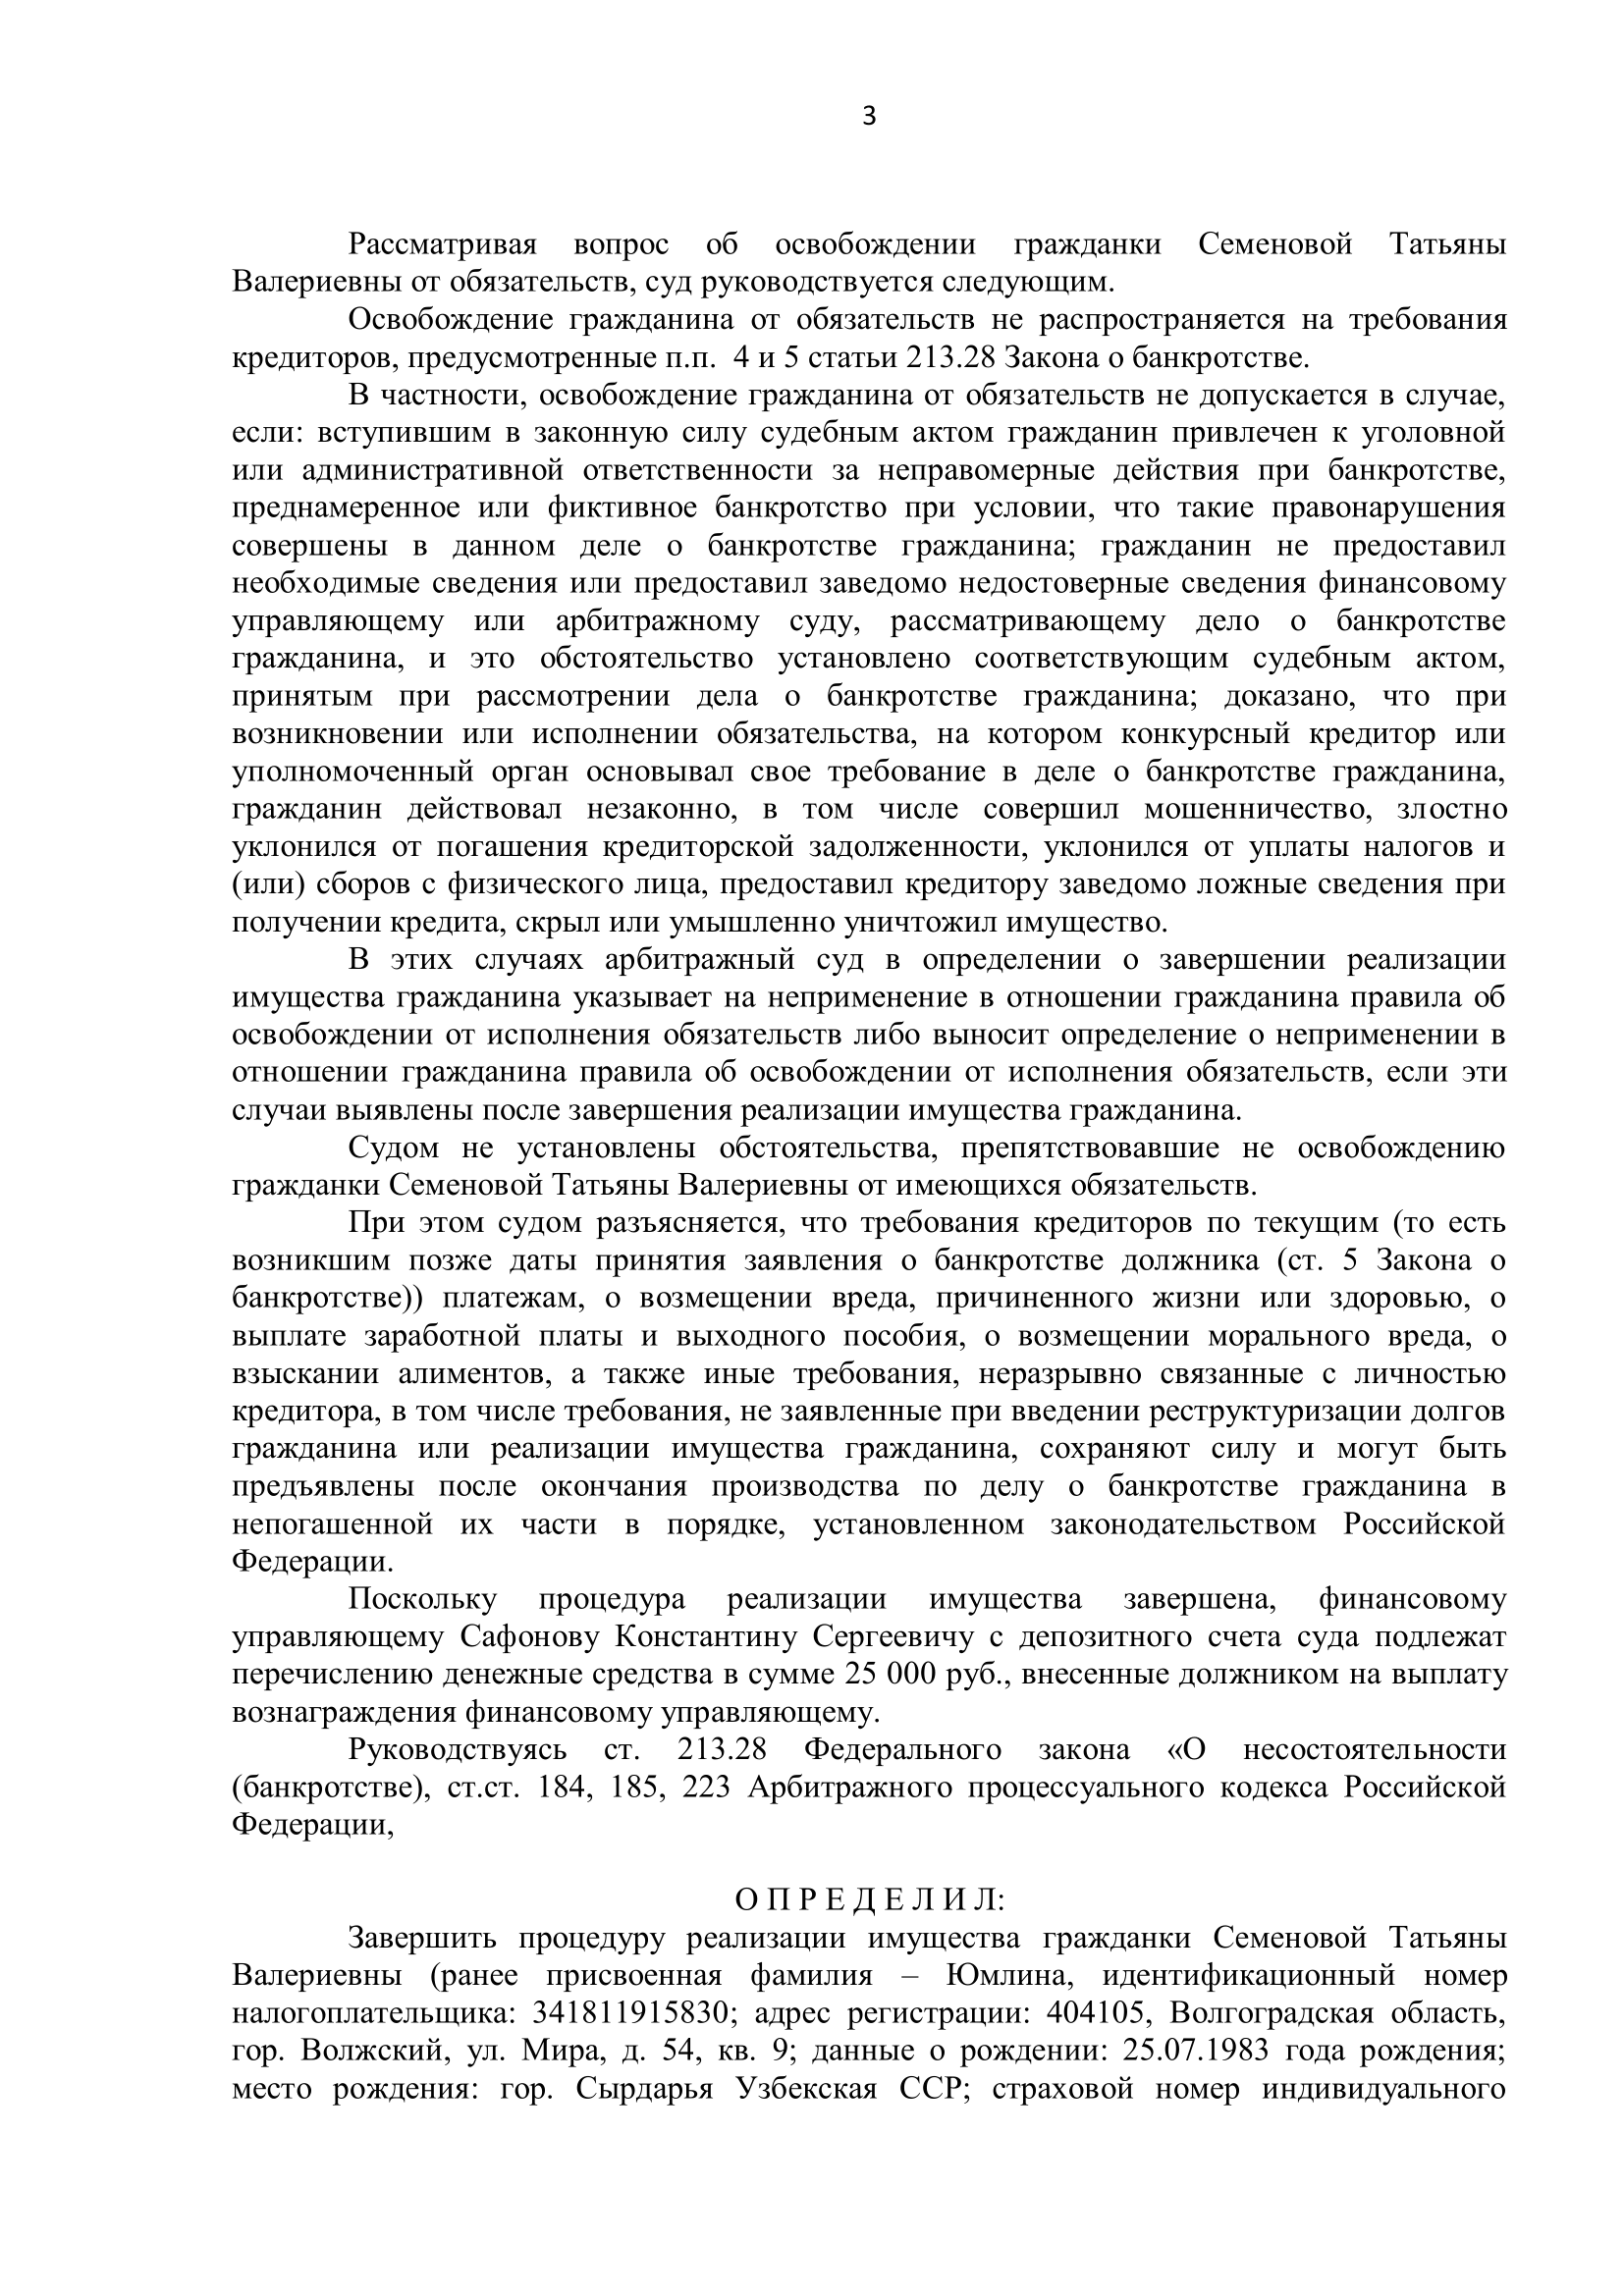 3
Рассматривая вопрос об освобождении гражданки Семеновой Татьяны
Валериевны от обязательств, суд руководствуется следующим.
Освобождение гражданина от обязательств не распространяется на требования
кредиторов, предусмотренные п.п. 4 и 5 статьи 213.28 Закона о банкротстве.
В частности, освобождение гражданина от обязательств не допускается в случае,
если: вступившим в законную силу судебным актом гражданин привлечен к уголовной
или административной ответственности за неправомерные действия при банкротстве,
преднамеренное или фиктивное банкротство при условии, что такие правонарушения
совершены в данном деле о банкротстве гражданина; гражданин не предоставил
необходимые сведения или предоставил заведомо недостоверные сведения финансовому
управляющему или арбитражному суду, рассматривающему дело о банкротстве
гражданина, и это обстоятельство установлено соответствующим судебным актом,
принятым при рассмотрении дела о банкротстве гражданина; доказано, что при
возникновении или исполнении обязательства, на котором конкурсный кредитор или
уполномоченный орган основывал свое требование в деле о банкротстве гражданина,
гражданин действовал незаконно, в том числе совершил мошенничество, злостно
уклонился от погашения кредиторской задолженности, уклонился от уплаты налогов и
(или) сборов с физического лица, предоставил кредитору заведомо ложные сведения при
получении кредита, скрыл или умышленно уничтожил имущество.
В этих случаях арбитражный суд в определении о завершении реализации
имущества гражданина указывает на неприменение в отношении гражданина правила об
освобождении от исполнения обязательств либо выносит определение о неприменении в
отношении гражданина правила об освобождении от исполнения обязательств, если эти
случаи выявлены после завершения реализации имущества гражданина.
Судом не установлены обстоятельства, препятствовавшие не освобождению
гражданки Семеновой Татьяны Валериевны от имеющихся обязательств.
При этом судом разъясняется, что требования кредиторов по текущим (то есть
возникшим позже даты принятия заявления о банкротстве должника (ст. 5 Закона о
банкротстве)) платежам, о возмещении вреда, причиненного жизни или здоровью, о
выплате заработной платы и выходного пособия, о возмещении морального вреда, о
взыскании алиментов, а также иные требования, неразрывно связанные с личностью
кредитора, в том числе требования, не заявленные при введении реструктуризации долгов
гражданина или реализации имущества гражданина, сохраняют силу и могут быть
предъявлены после окончания производства по делу о банкротстве гражданина в
непогашенной их части в порядке, установленном законодательством Российской
Федерации.
Поскольку процедура реализации имущества завершена, финансовому
управляющему Сафонову Константину Сергеевичу с депозитного счета суда подлежат
перечислению денежные средства в сумме 25 000 руб., внесенные должником на выплату
вознаграждения финансовому управляющему.
Руководствуясь ст. 213.28 Федерального закона «О несостоятельности
(банкротстве), ст.ст. 184, 185, 223 Арбитражного процессуального кодекса Российской
Федерации,
О П Р Е Д Е Л И Л:
Завершить процедуру реализации имущества гражданки Семеновой Татьяны
Валериевны (ранее присвоенная фамилия – Юмлина, идентификационный номер
налогоплательщика: 341811915830; адрес регистрации: 404105, Волгоградская область,
гор. Волжский, ул. Мира, д. 54, кв. 9; данные о рождении: 25.07.1983 года рождения;
место рождения: гор. Сырдарья Узбекская ССР; страховой номер индивидуального